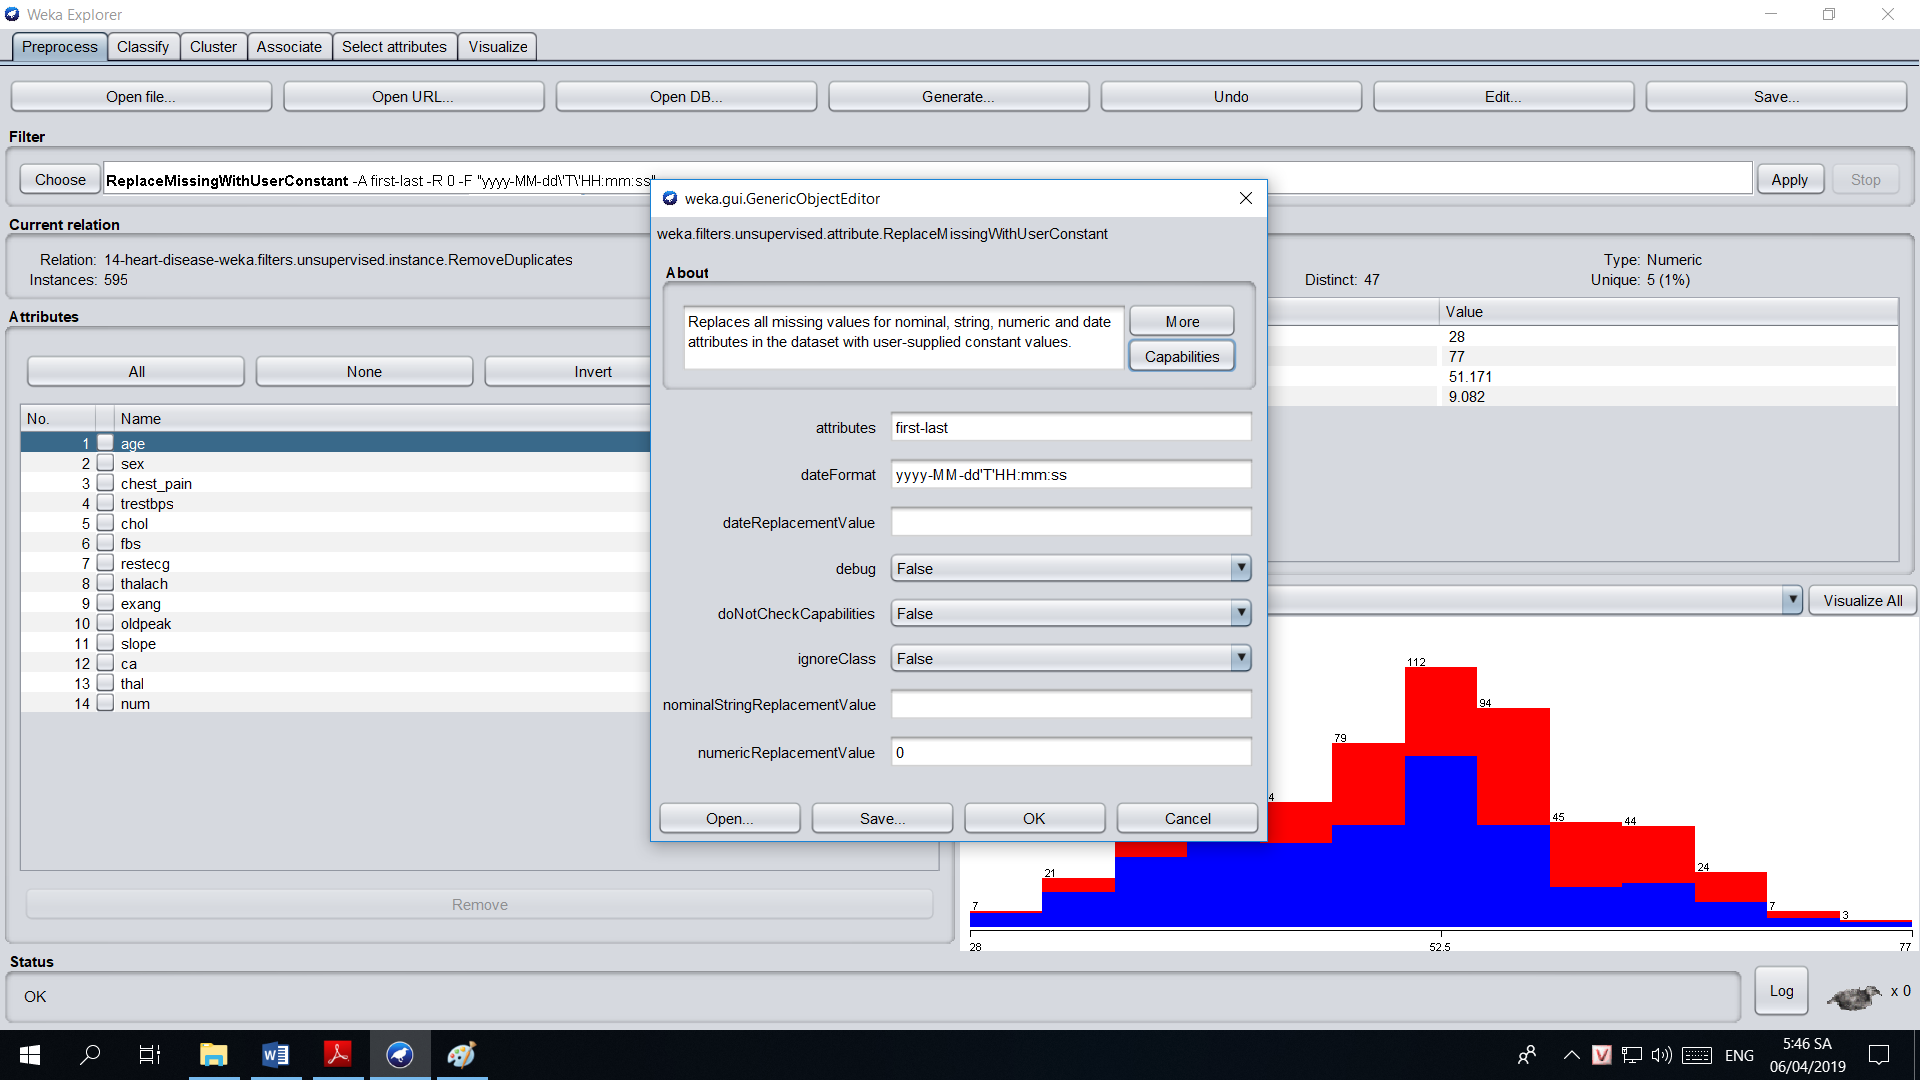 Weka Explorer
Preprocess Classify Cluster Associate Select attributes Visualize
Open file... Open URL... Open DB... Generate... Undo Edit... Save...
Filter
Choose ReplaceMissingWithUserConstant -A first-last -R 0 -F "yyyy-MM-dd\'T\'HH:mm:ss" Apply Stop
Current relation
Relation: 14-heart-disease-weka.filters.unsupervised.instance.RemoveDuplicates
Instances: 595
Attributes
All None Invert
No. Name
1 age
2 sex
3 chest_pain
4 trestbps
5 chol
6 fbs
7 restecg
8 thalach
9 exang
10 oldpeak
11 slope
12 ca
13 thal
14 num
Remove
weka.gui.GenericObjectEditor
weka.filters.unsupervised.attribute.ReplaceMissingWithUserConstant
About
Replaces all missing values for nominal, string, numeric and date
attributes in the dataset with user-supplied constant values.
More
Capabilities
attributes first-last
dateFormat yyyy-MM-dd'T'HH:mm:ss
dateReplacementValue
debug False
doNotCheckCapabilities False
ignoreClass False
nominalStringReplacementValue
numericReplacementValue 0
Open... Save... OK Cancel
Type: Numeric
Distinct: 47 Unique: 5 (1%)
Value
28
77
51.171
9.082
Visualize All
7 21 4 79 112 94 45 44 24 7 3
28 52.5 77
Status
OK
Log x 0
ENG 5:46 SA
06/04/2019